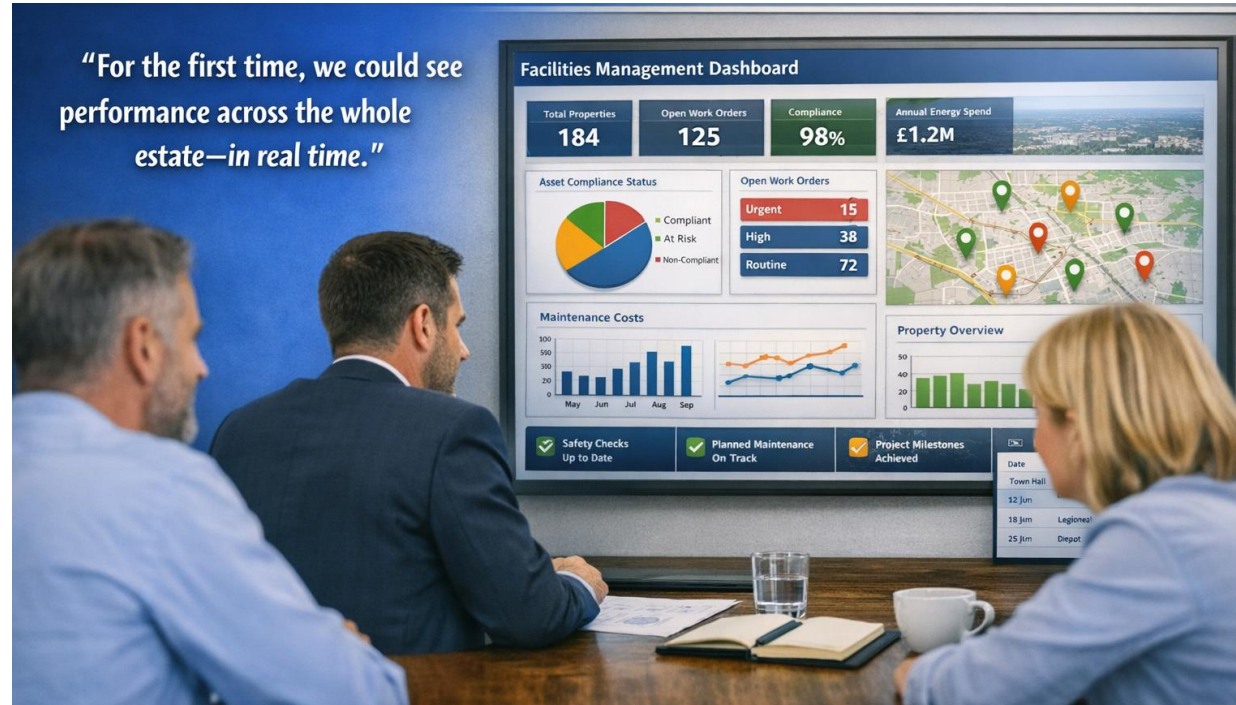 “For the first time, we could see
performance across the whole
estate—in real time.”
Facilities Management Dashboard
Total Properties
184
Open Work Orders
125
Compliance
98%
Annual Energy Spend
£1.2M
Asset Compliance Status
Compliant
At Risk
Non-Compliant
Open Work Orders
Urgent 15
High 38
Routine 72
Maintenance Costs
100
500
300
20
0
May Jun Jul Aug Sep
Property Overview
50
40
20
0
Safety Checks
Up to Date
Planned Maintenance
On Track
Project Milestones
Achieved
Date
Town Hall
12 Jun
18 Jun Legionel
25 Jun Depot